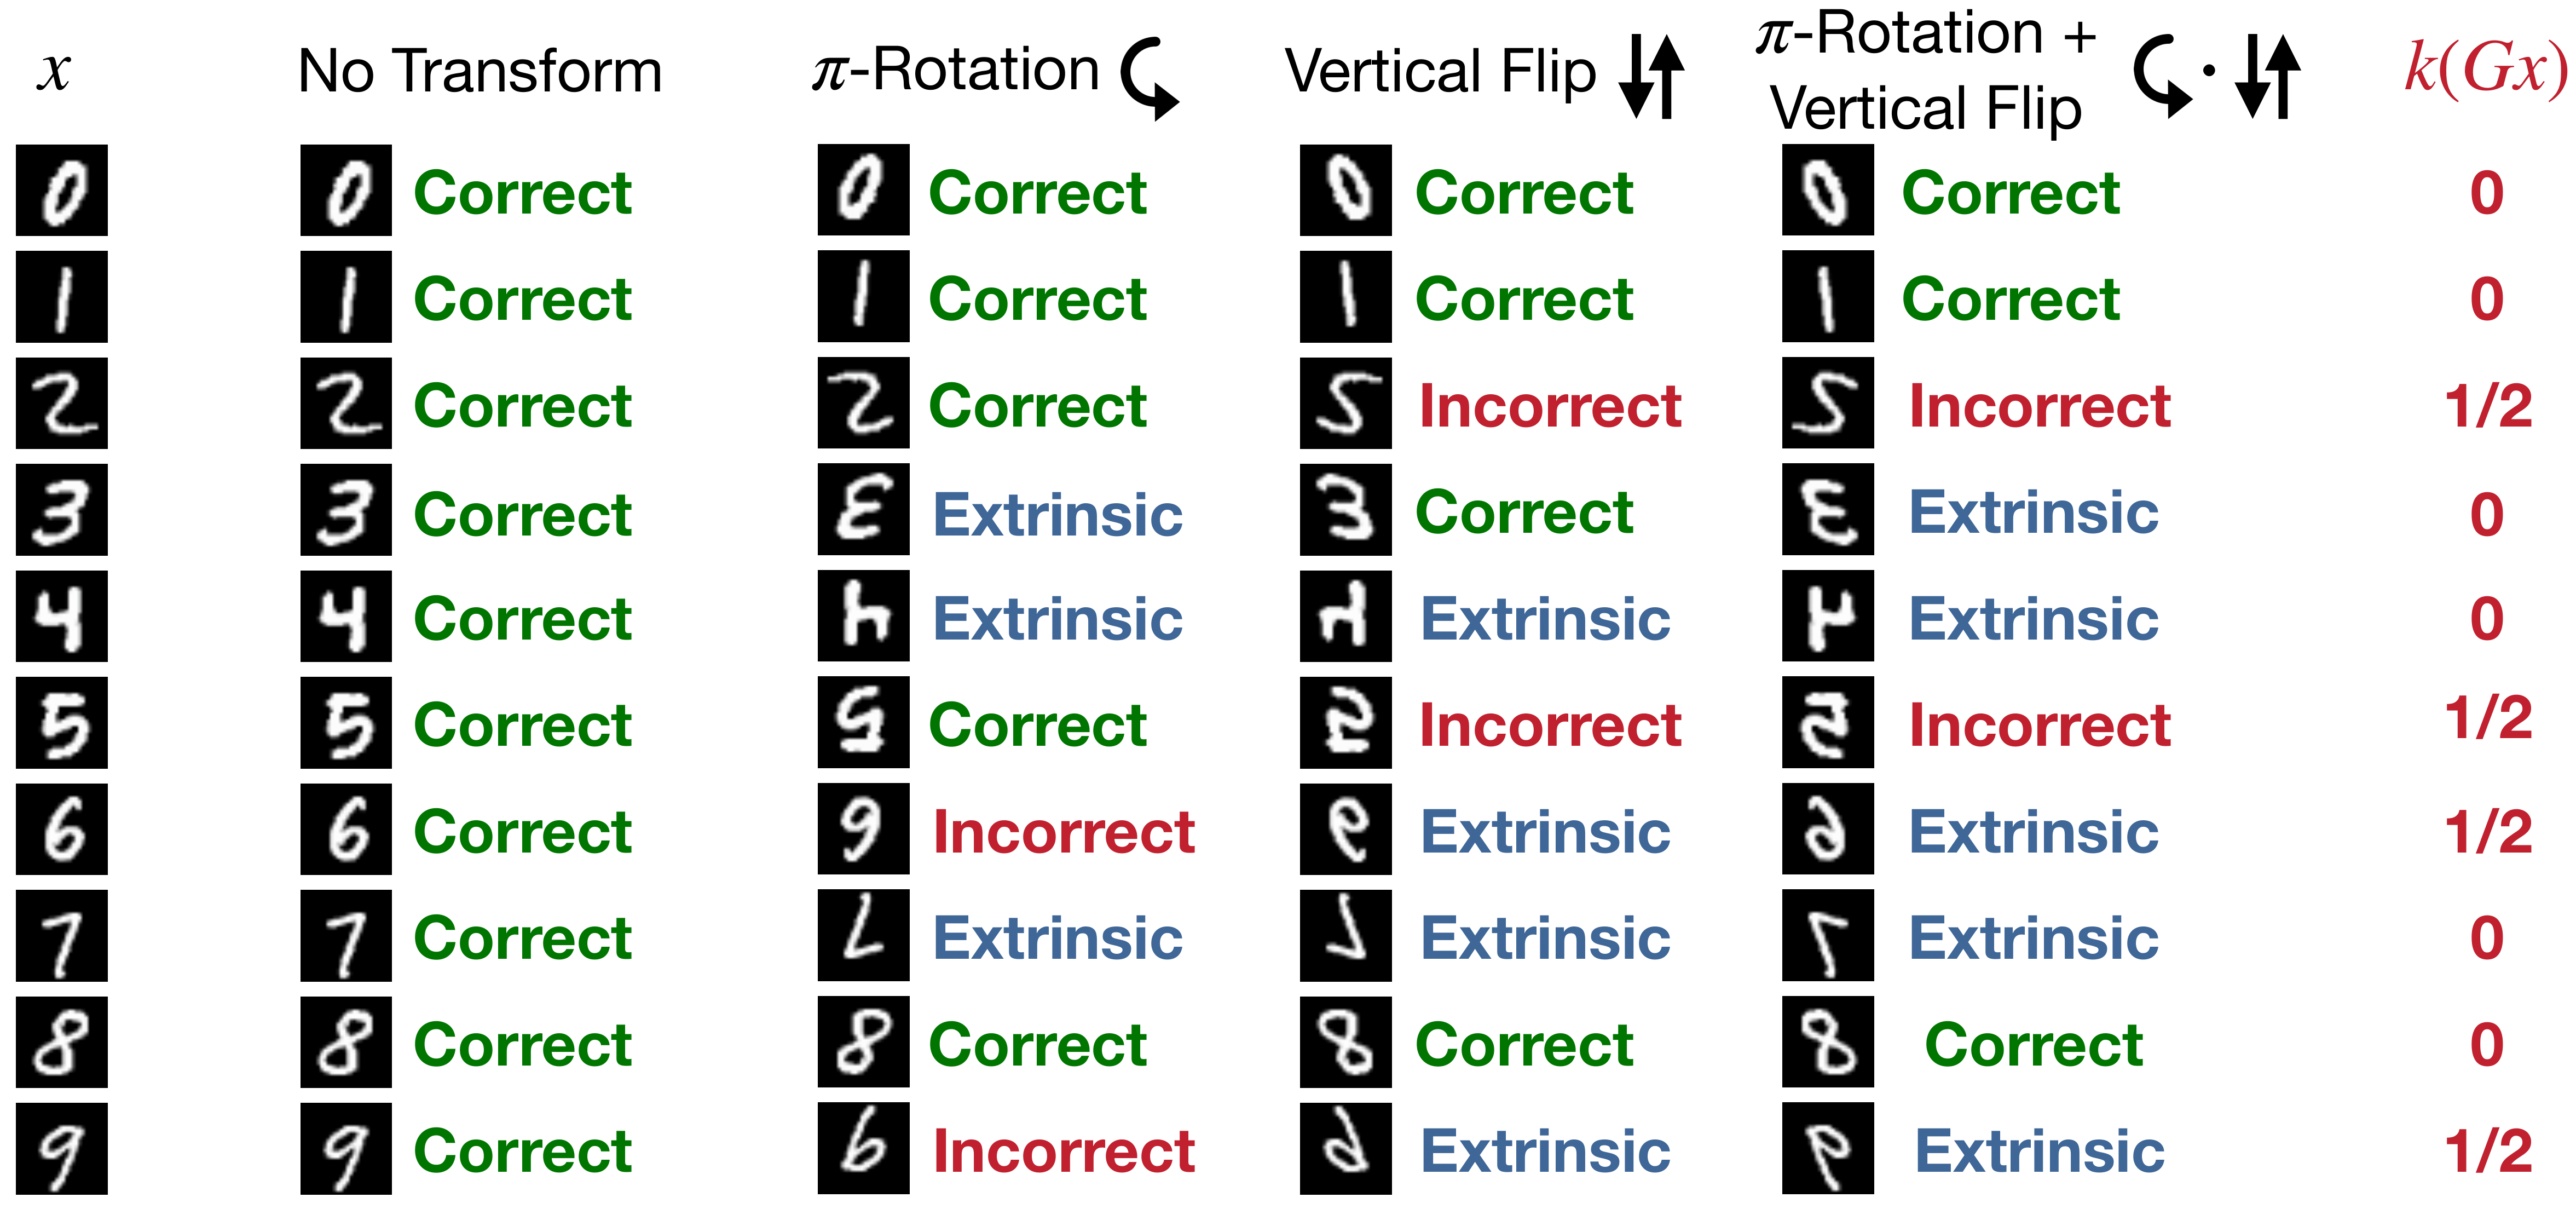 x No Transform π-Rotation Vertical Flip π-Rotation + Vertical Flip k(Gx)
0 0 Correct 0 Correct 0 Correct 0 Correct 0
1 1 Correct 1 Correct 1 Correct 1 Correct 0
2 2 Correct 2 Correct Incorrect Incorrect 1/2
3 3 Correct Extrinsic Correct Extrinsic 0
4 4 Correct Extrinsic Extrinsic Extrinsic 0
5 5 Correct Correct Incorrect Incorrect 1/2
6 6 Correct Incorrect Extrinsic Extrinsic 1/2
7 7 Correct Extrinsic Extrinsic Extrinsic 0
8 8 Correct 8 Correct 8 Correct 8 Correct 0
9 9 Correct Incorrect Extrinsic Extrinsic 1/2